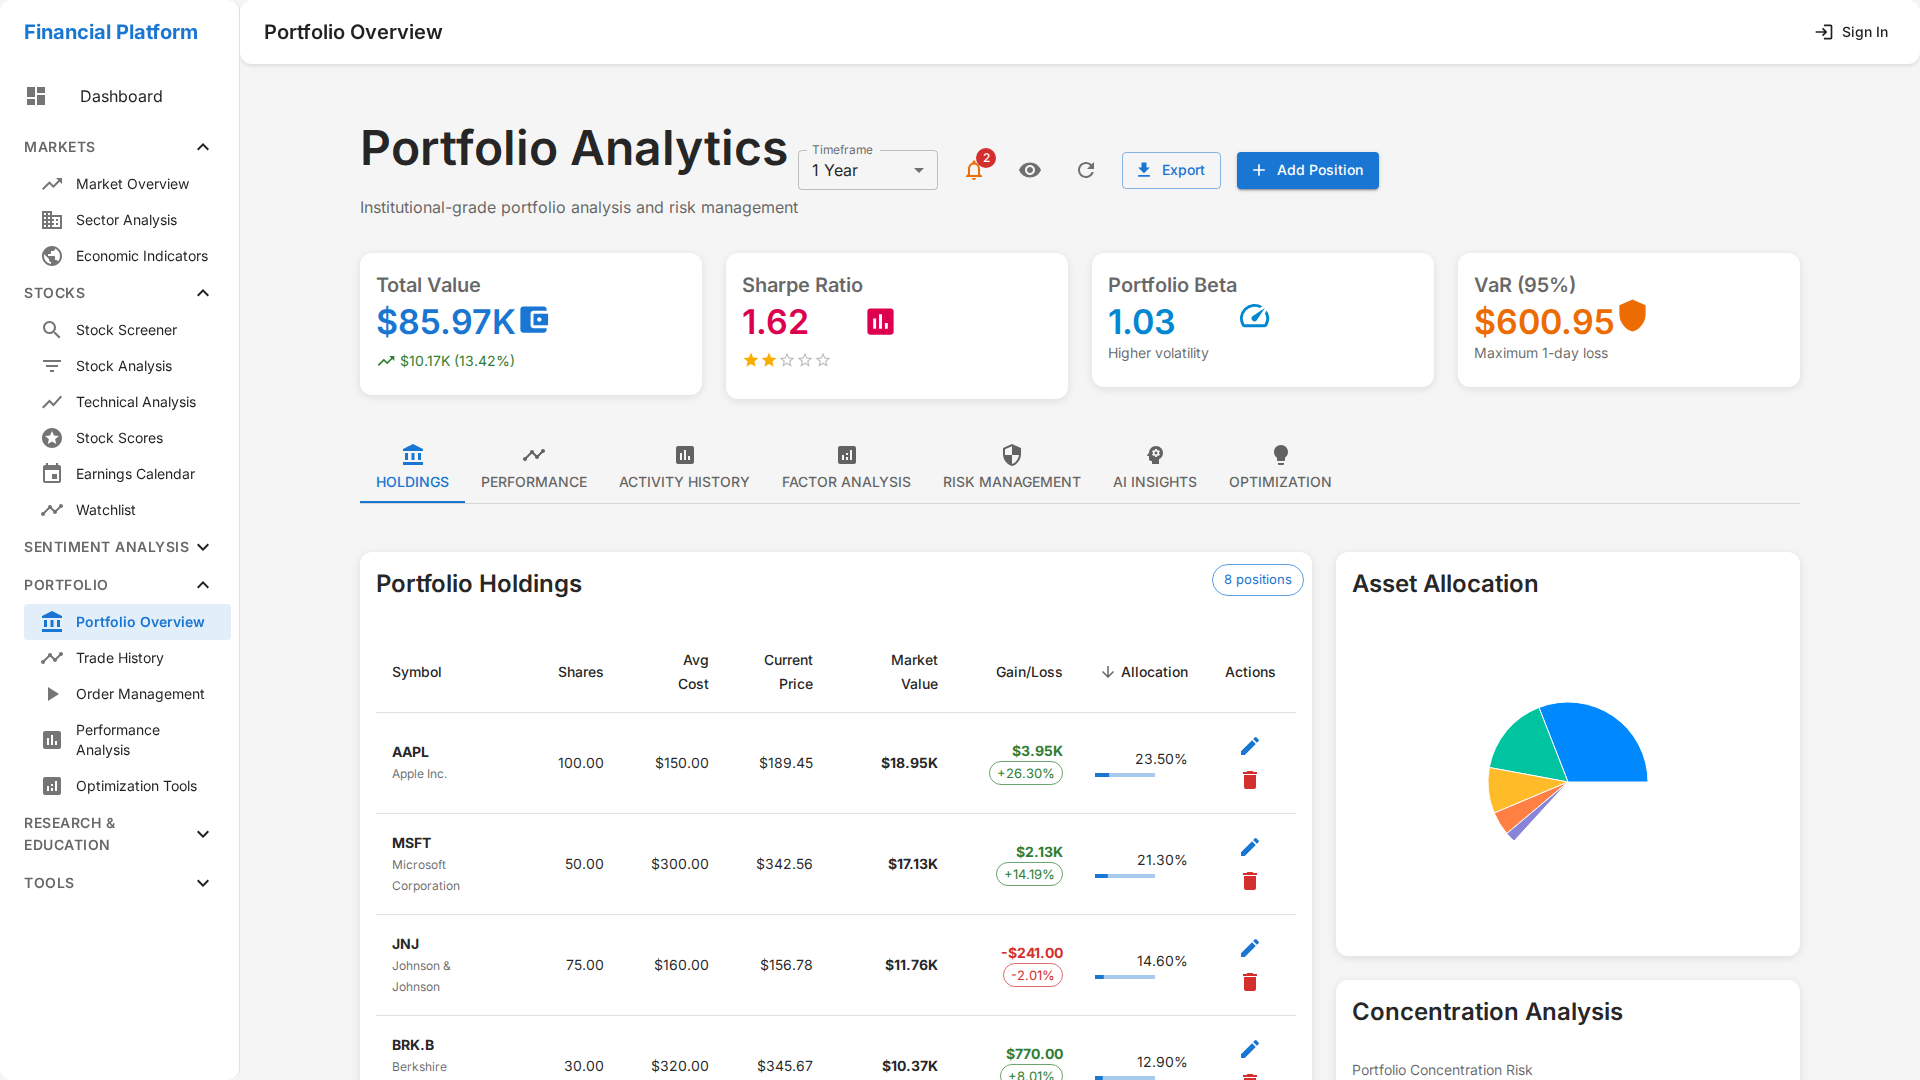 Financial Platform
Dashboard
MARKETS
Market Overview
Sector Analysis
Economic Indicators
STOCKS
Stock Screener
Stock Analysis
Technical Analysis
Stock Scores
Earnings Calendar
Watchlist
SENTIMENT ANALYSIS
PORTFOLIO
Portfolio Overview
Trade History
Order Management
Performance
Analysis
Optimization Tools
RESEARCH &
EDUCATION
TOOLS
Portfolio Overview
Sign In
Portfolio Analytics
Institutional-grade portfolio analysis and risk management
Timeframe
1 Year
2
Export
Add Position
Total Value
$85.97K
$10.17K (13.42%)
Sharpe Ratio
1.62
Portfolio Beta
1.03
Higher volatility
VaR (95%)
$600.95
Maximum 1-day loss
HOLDINGS
PERFORMANCE
ACTIVITY HISTORY
FACTOR ANALYSIS
RISK MANAGEMENT
AI INSIGHTS
OPTIMIZATION
Portfolio Holdings
8 positions
Symbol
Shares
Avg
Cost
Current
Price
Market
Value
Gain/Loss
Allocation
Actions
AAPL
Apple Inc.
100.00
$150.00
$189.45
$18.95K
$3.95K
+26.30%
23.50%
MSFT
Microsoft
Corporation
50.00
$300.00
$342.56
$17.13K
$2.13K
+14.19%
21.30%
JNJ
Johnson &
Johnson
75.00
$160.00
$156.78
$11.76K
-$241.00
-2.01%
14.60%
BRK.B
Berkshire
30.00
$320.00
$345.67
$10.37K
$770.00
+8.01%
12.90%
Asset Allocation
Concentration Analysis
Portfolio Concentration Risk